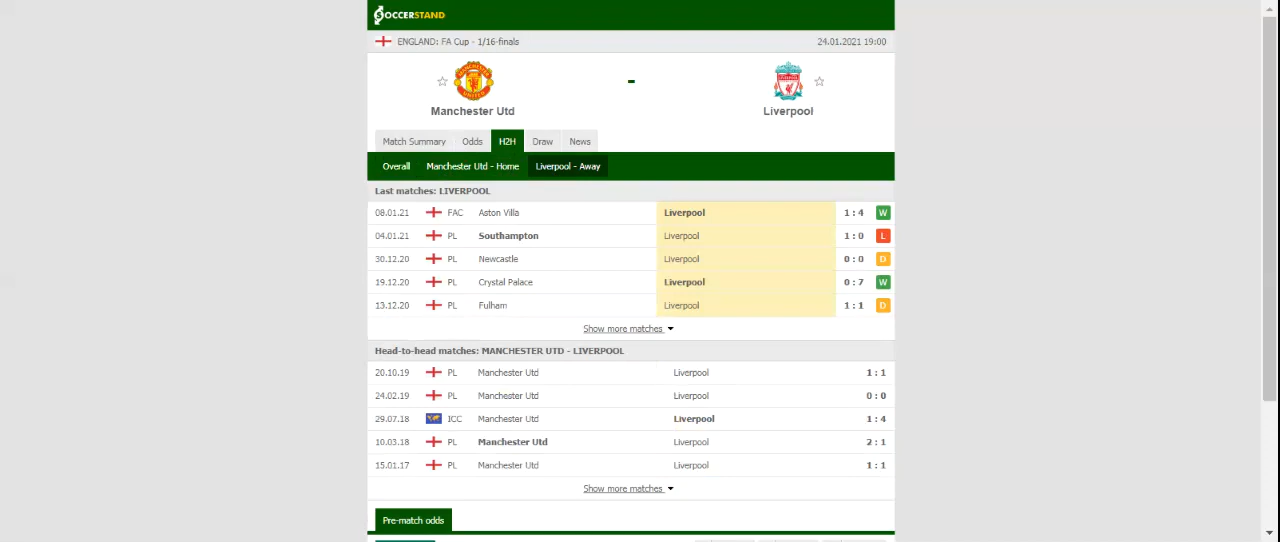 SOCCERSTAND
ENGLAND: FA Cup - 1/16-finals 24.01.2021 19:00
-
Manchester Utd Liverpool
Match Summary Odds H2H Draw News
Overall Manchester Utd - Home Liverpool - Away
Last matches: LIVERPOOL
08.01.21 FAC Aston Villa Liverpool 1 : 4 W
04.01.21 PL Southampton Liverpool 1 : 0 L
30.12.20 PL Newcastle Liverpool 0 : 0 D
19.12.20 PL Crystal Palace Liverpool 0 : 7 W
13.12.20 PL Fulham Liverpool 1 : 1 D
Show more matches
Head-to-head matches: MANCHESTER UTD - LIVERPOOL
20.10.19 PL Manchester Utd Liverpool 1 : 1
24.02.19 PL Manchester Utd Liverpool 0 : 0
29.07.18 ICC Manchester Utd Liverpool 1 : 4
10.03.18 PL Manchester Utd Liverpool 2 : 1
15.01.17 PL Manchester Utd Liverpool 1 : 1
Show more matches
Pre-match odds